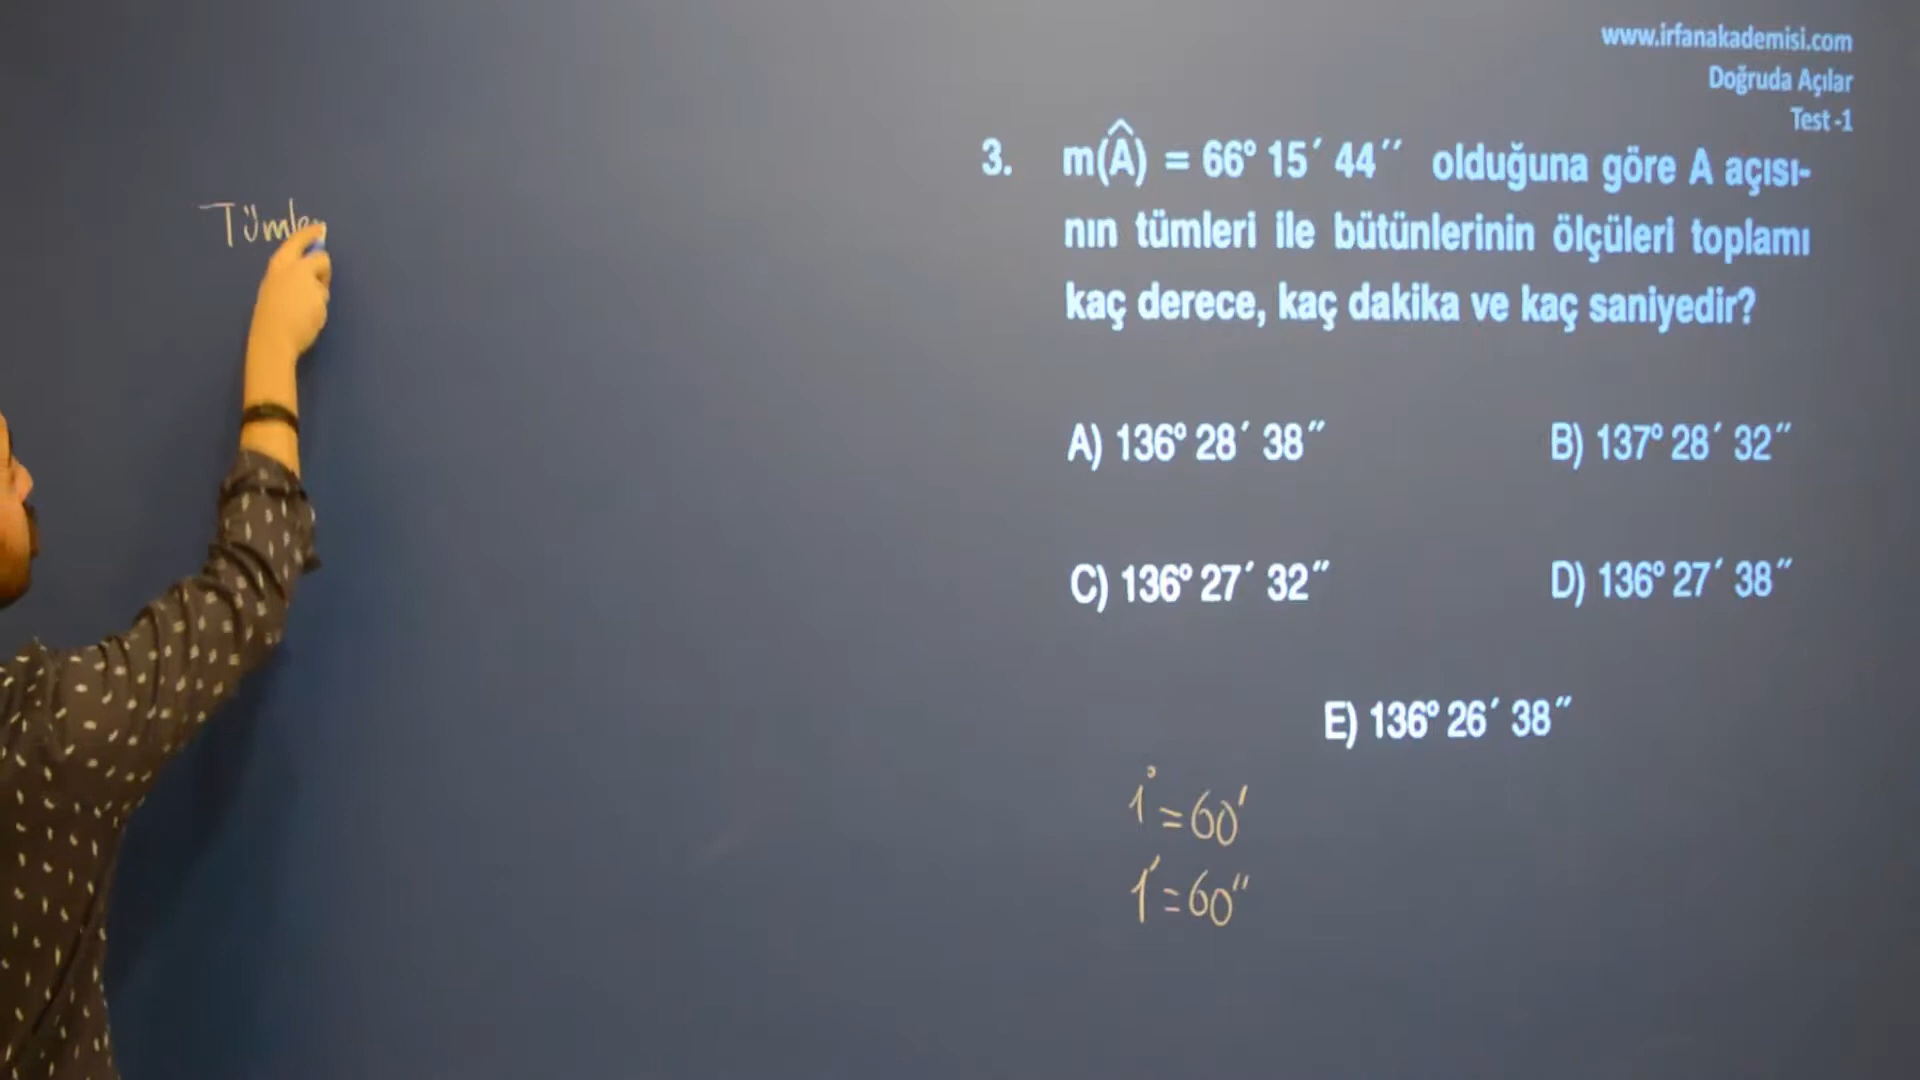 www.irfanakademisi.com
Doğruda Açılar
Test -1
3. m(Â) = 66° 15′ 44′′ olduğuna göre A açısı-
nın tümleri ile bütünlerinin ölçüleri toplamı
kaç derece, kaç dakika ve kaç saniyedir?
A) 136° 28′ 38″ B) 137° 28′ 32″
C) 136° 27′ 32″ D) 136° 27′ 38″
E) 136° 26′ 38″
1° = 60′
1′ = 60″